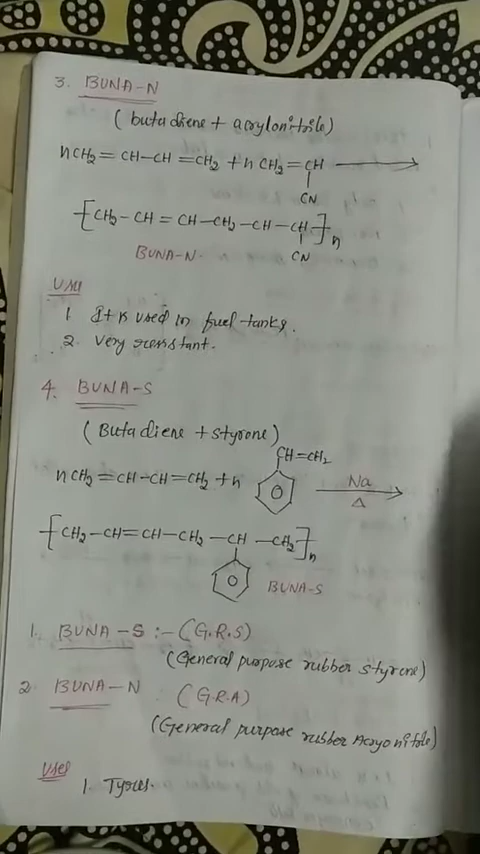 3. BUNA-N
(butadiene + acrylonitrile)
nCH2 = CH-CH = CH2 + n CH2 = CH
CN
[CH2-CH = CH-CH2-CH-CH]n
CN
BUNA-N.
Uses
1 It is used in fuel tanks.
2. Very resistant.
4. BUNA-S
(Butadiene + styrene)
CH=CH2
nCH2 = CH-CH=CH2 + n
Na
Δ
[CH2-CH=CH-CH2-CH-CH2]n
BUNA-S
1. BUNA-S :- (G.R.S)
(General purpose rubber styrene)
2. BUNA-N (G.R.A)
(General purpose rubber Acryonitrile)
Uses
1. Tyres.